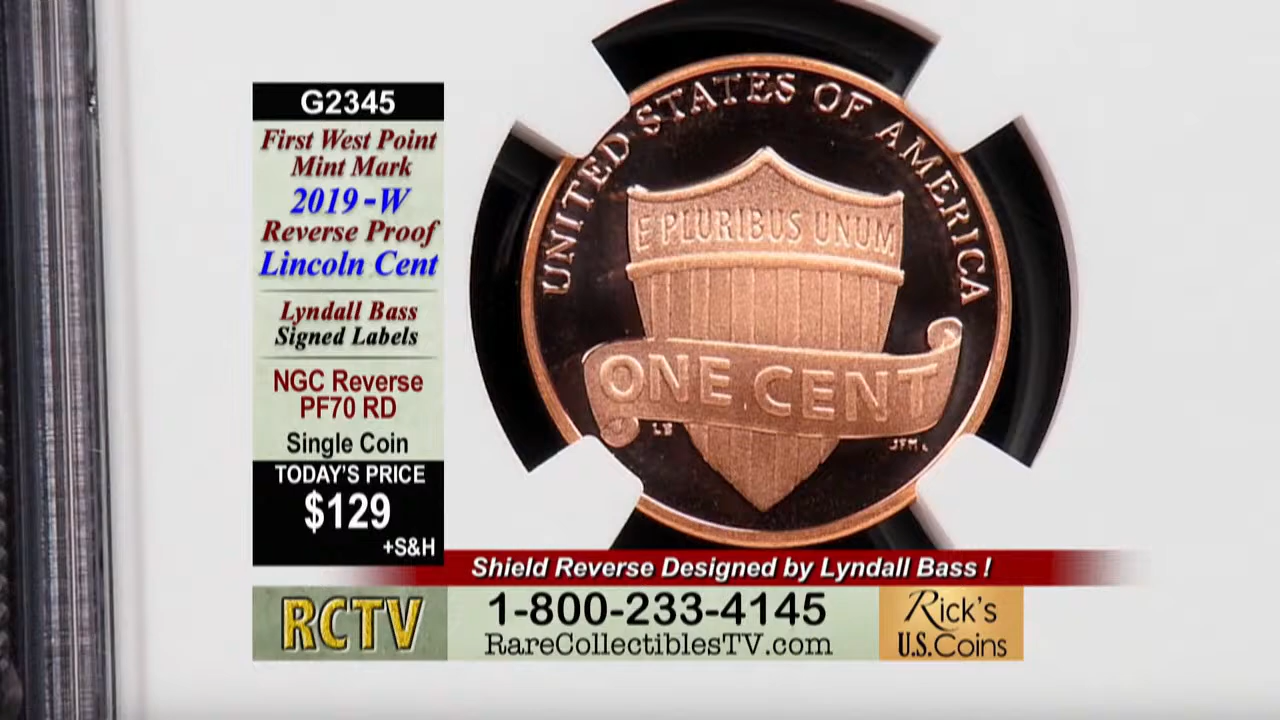 G2345
First West Point
Mint Mark
2019-W
Reverse Proof
Lincoln Cent
Lyndall Bass
Signed Labels
NGC Reverse
PF70 RD
Single Coin
TODAY'S PRICE
$129
+S&H
UNITED STATES OF AMERICA
E PLURIBUS UNUM
ONE CENT
LB
JFM
Shield Reverse Designed by Lyndall Bass!
RCTV
1-800-233-4145
RareCollectiblesTV.com
Rick's
U.S. Coins